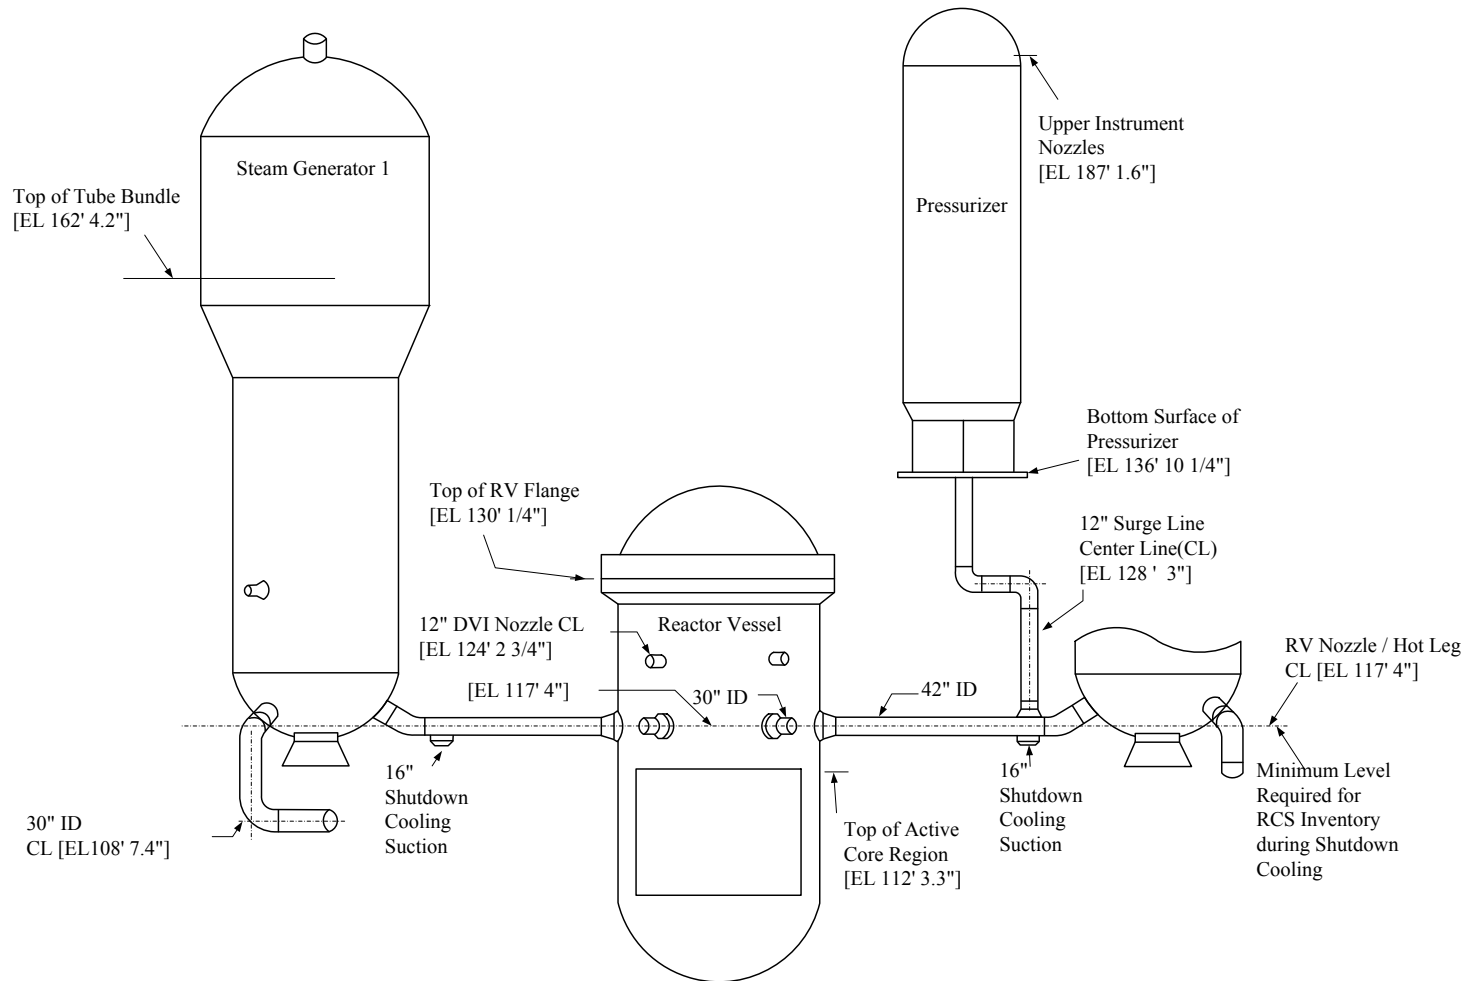 Steam Generator 1
Top of Tube Bundle
[EL 162' 4.2"]
Upper Instrument
Nozzles
[EL 187' 1.6"]
Pressurizer
Bottom Surface of
Pressurizer
[EL 136' 10 1/4"]
Top of RV Flange
[EL 130' 1/4"]
12" Surge Line
Center Line(CL)
[EL 128 '  3"]
12" DVI Nozzle CL
[EL 124' 2 3/4"]
Reactor Vessel
RV Nozzle / Hot Leg
CL [EL 117' 4"]
[EL 117' 4"]
30" ID
42" ID
16"
Shutdown
Cooling
Suction
16"
Shutdown
Cooling
Suction
Minimum Level
Required for
RCS Inventory
during Shutdown
Cooling
30" ID
CL [EL108' 7.4"]
Top of Active
Core Region
[EL 112' 3.3"]